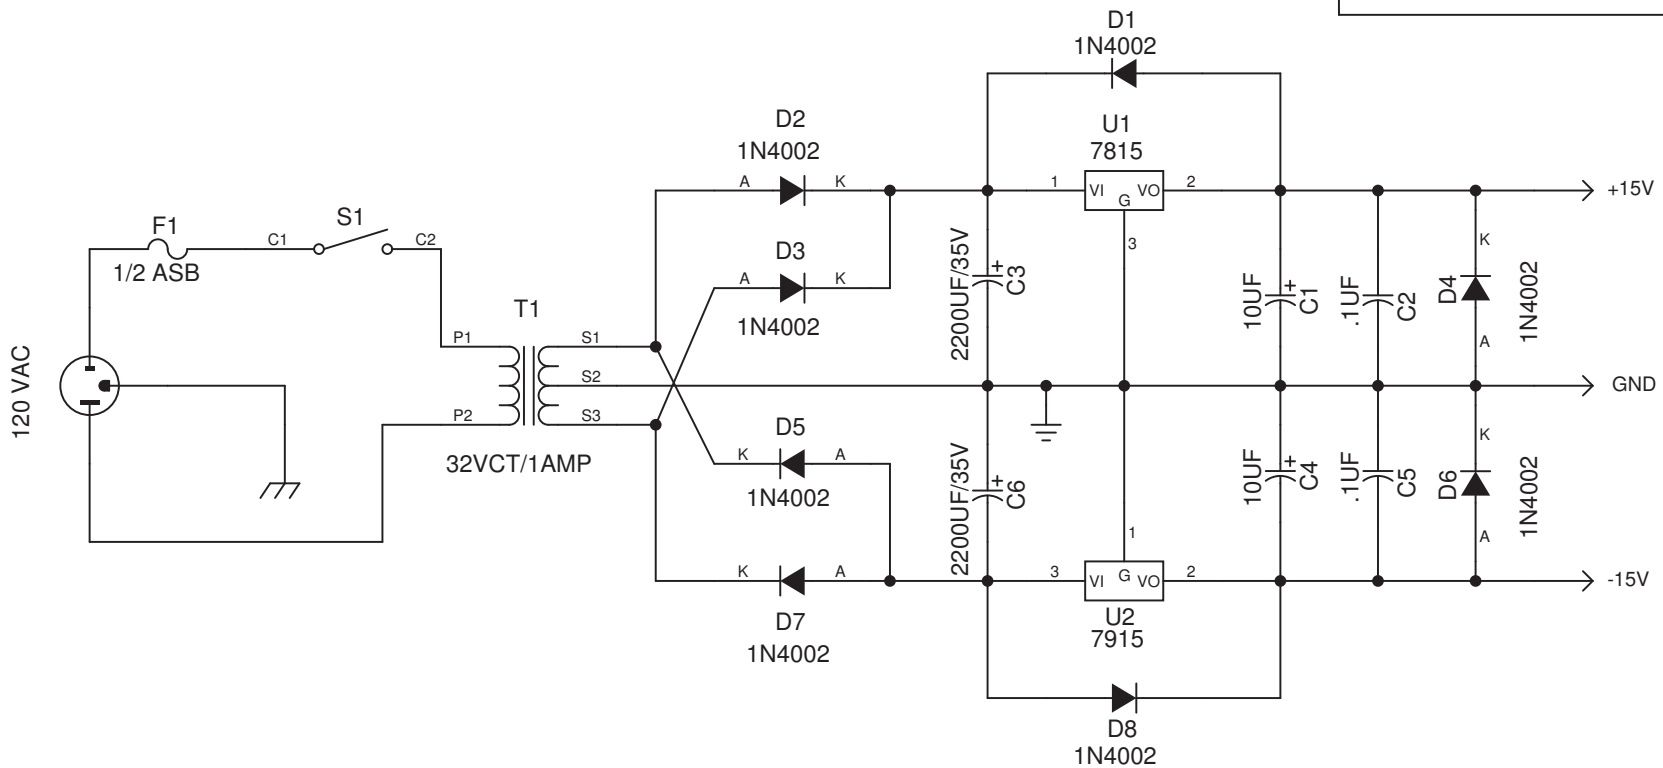 D1
1N4002
D2
1N4002
U1
7815
A
K
1
VI
VO
2
G
+15V
F1
1/2 ASB
S1
C1
C2
3
D3
A
K
1N4002
2200UF/35V
+
C3
10UF
+
C1
.1UF
C2
K
D4
A
1N4002
T1
P1
S1
120 VAC
S2
GND
P2
S3
32VCT/1AMP
D5
K
A
1N4002
2200UF/35V
+
C6
10UF
+
C4
.1UF
C5
K
D6
A
1N4002
1
K
A
3
VI
G
VO
2
-15V
D7
1N4002
U2
7915
D8
1N4002